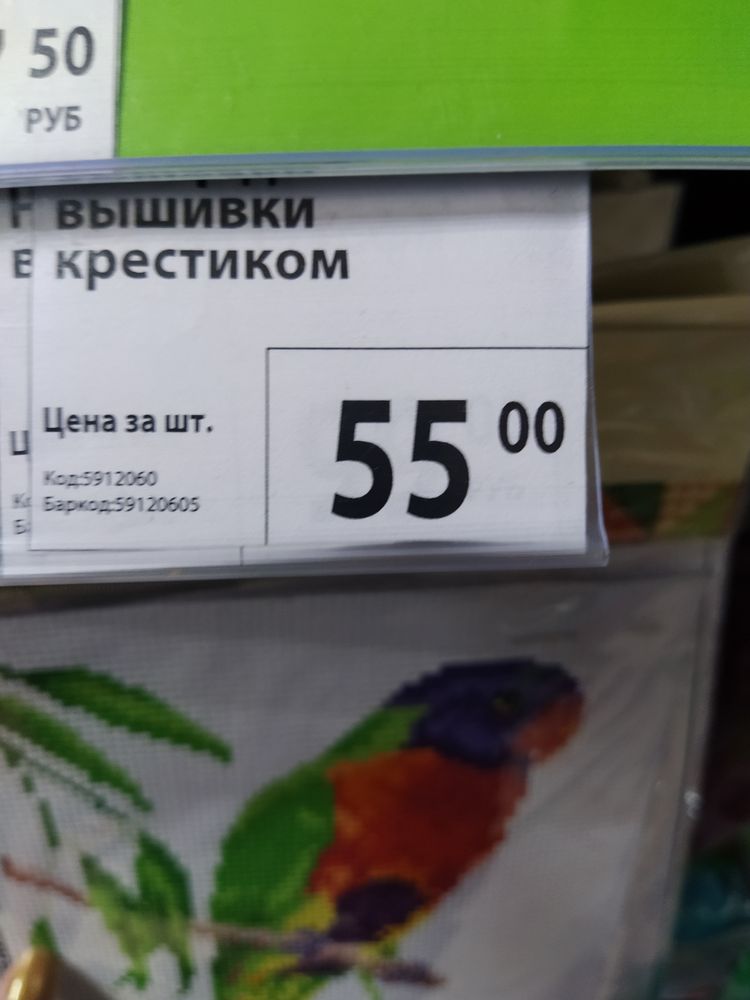 50
РУБ
вышивки
крестиком
55 00
Цена за шт.
Код:5912060
Баркод:59120605